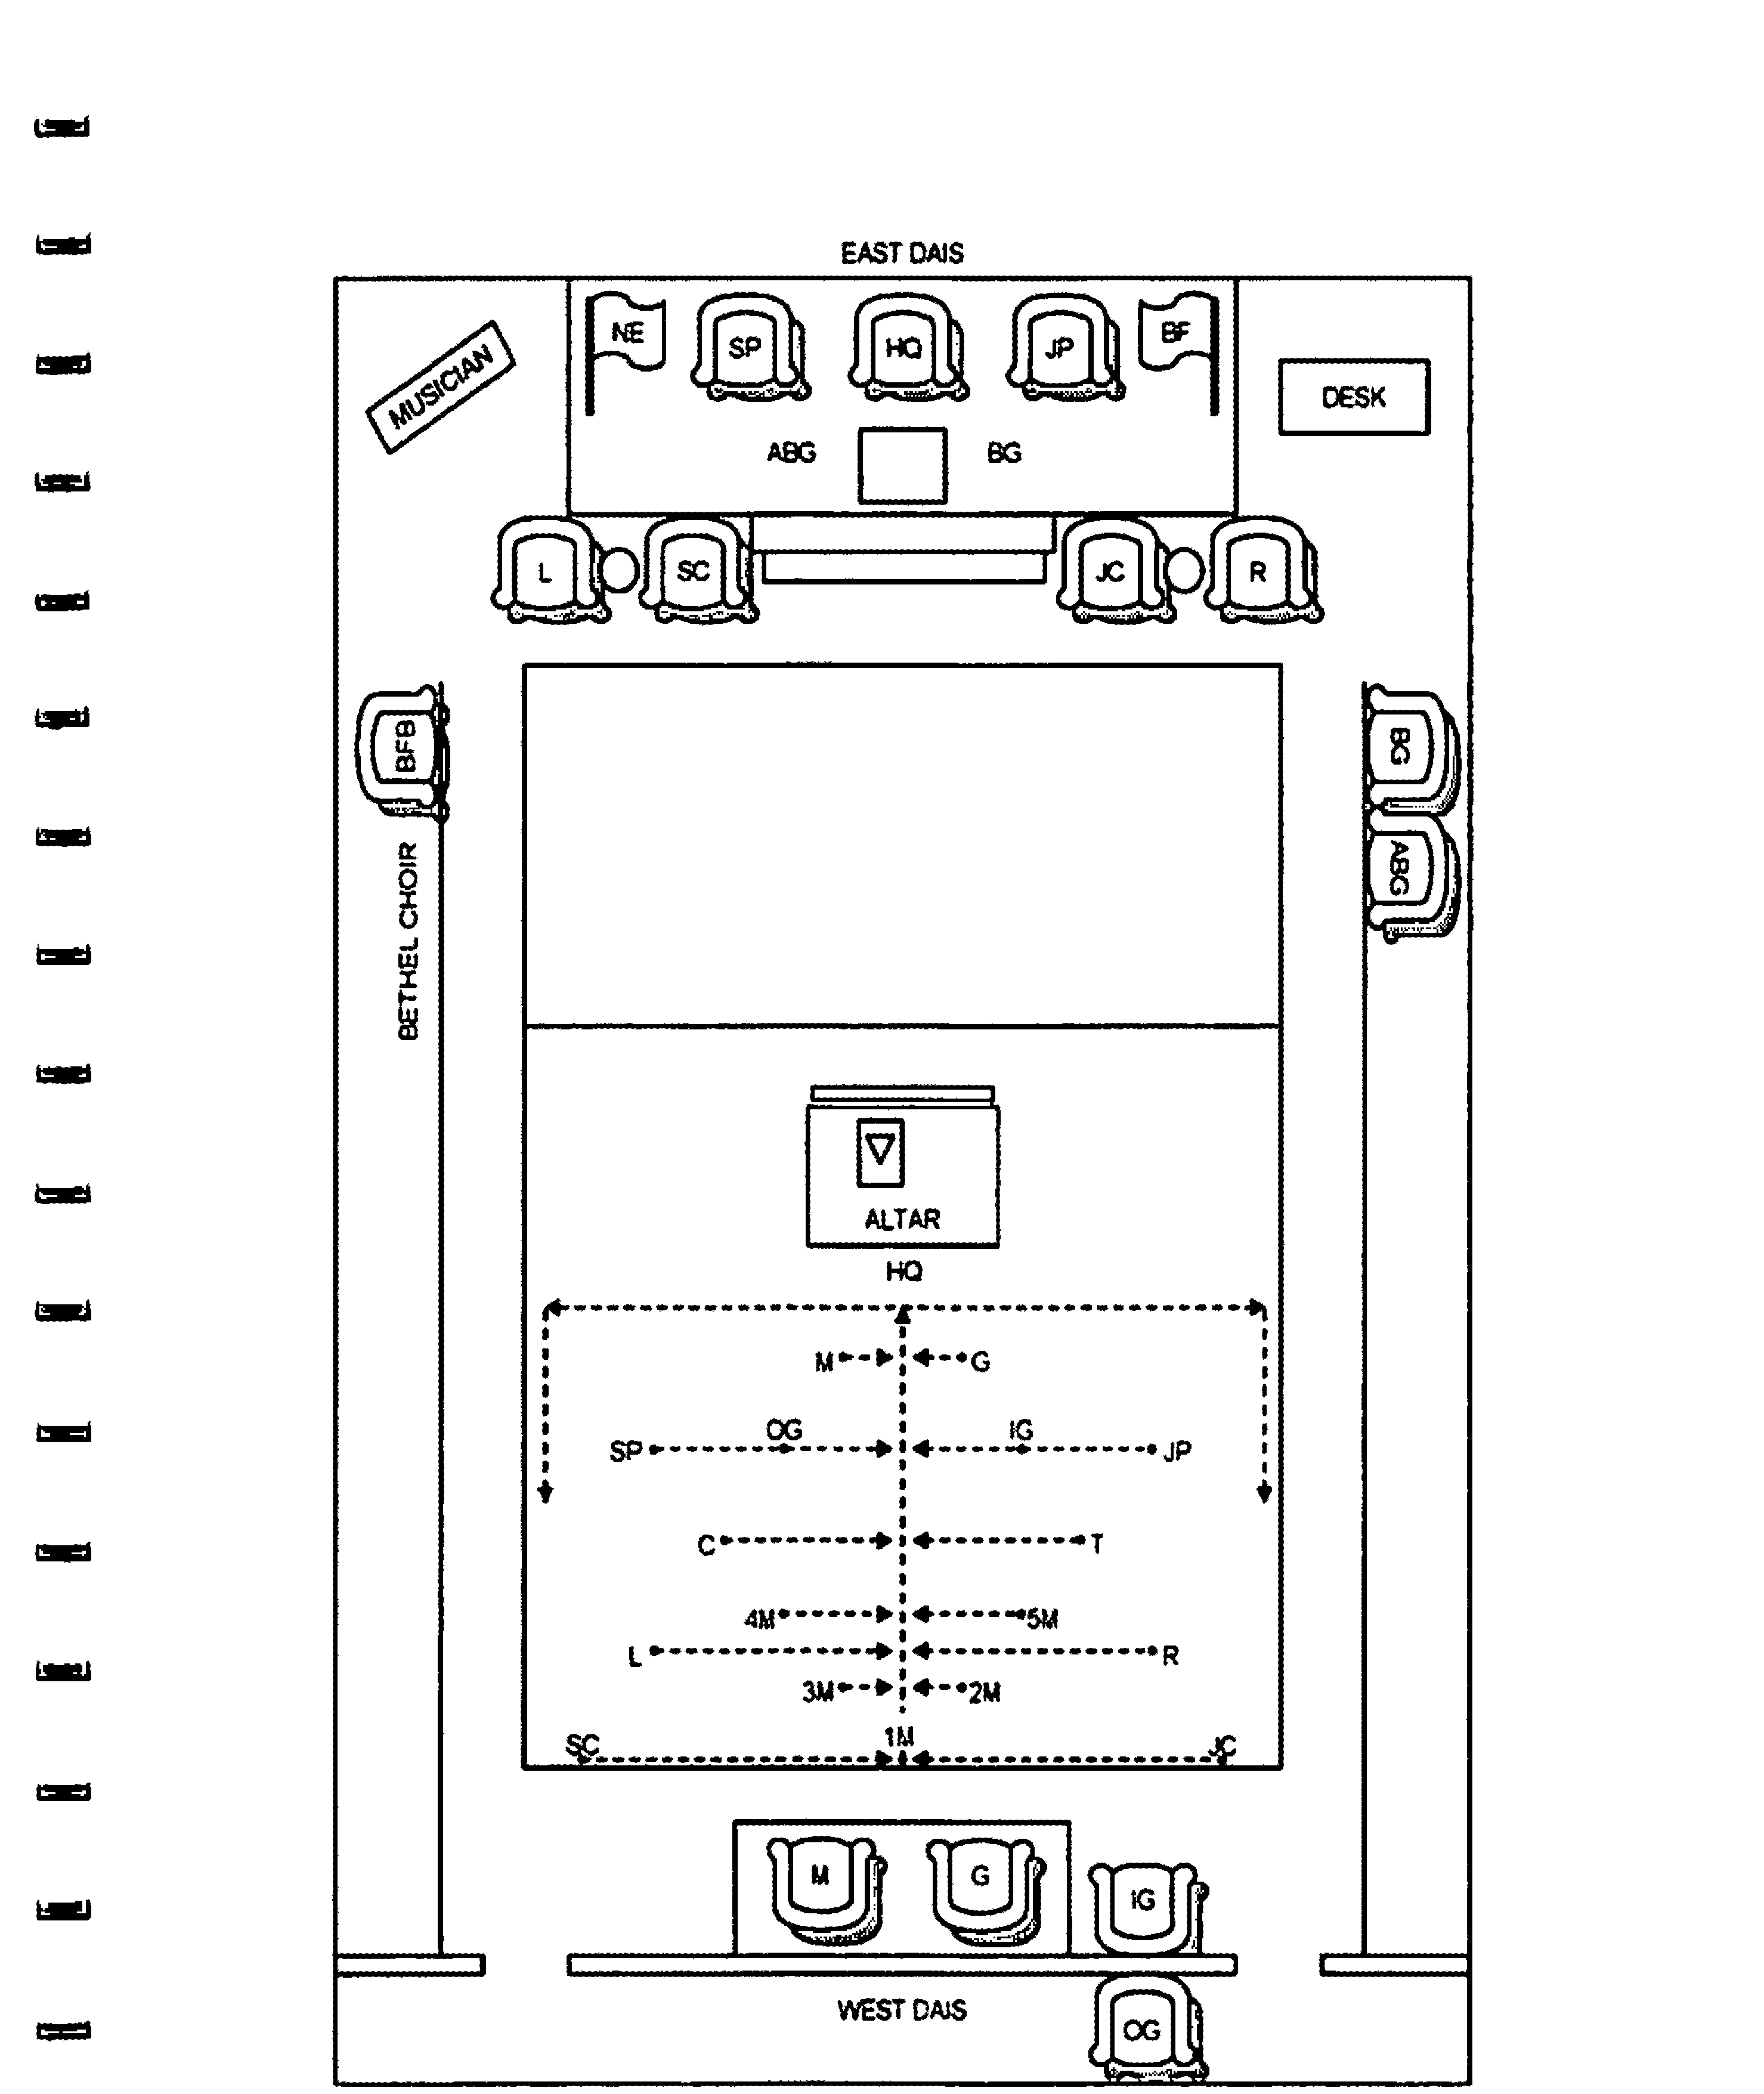 EAST DAIS
NE
SP
HQ
JP
BF
MUSICIAN
DESK
ABG
BG
L
SC
JC
R
BFB
BG
ABG
BETHEL CHOIR
ALTAR
HQ
M
G
OG
IG
SP
JP
C
T
4M
5M
L
R
3M
2M
1M
SC
JC
M
G
IG
WEST DAIS
OG